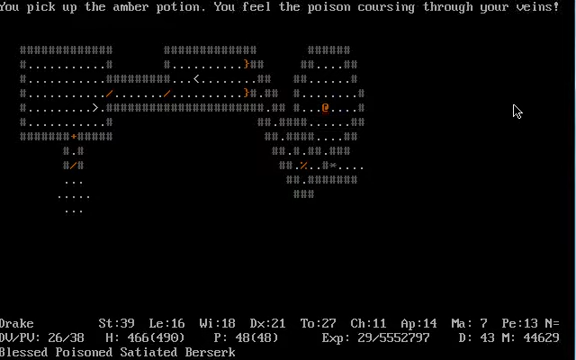 You pick up the amber potion. You feel the poison coursing through your veins!
Drake St:39 Le:16 Wi:18 Dx:21 To:27 Ch:11 Ap:14 Ma: 7 Pe:13 N=
DV/PV: 26/38 H: 466(490) P: 48(48) Exp: 29/5552797 D: 43 M: 44629
Blessed Poisoned Satiated Berserk